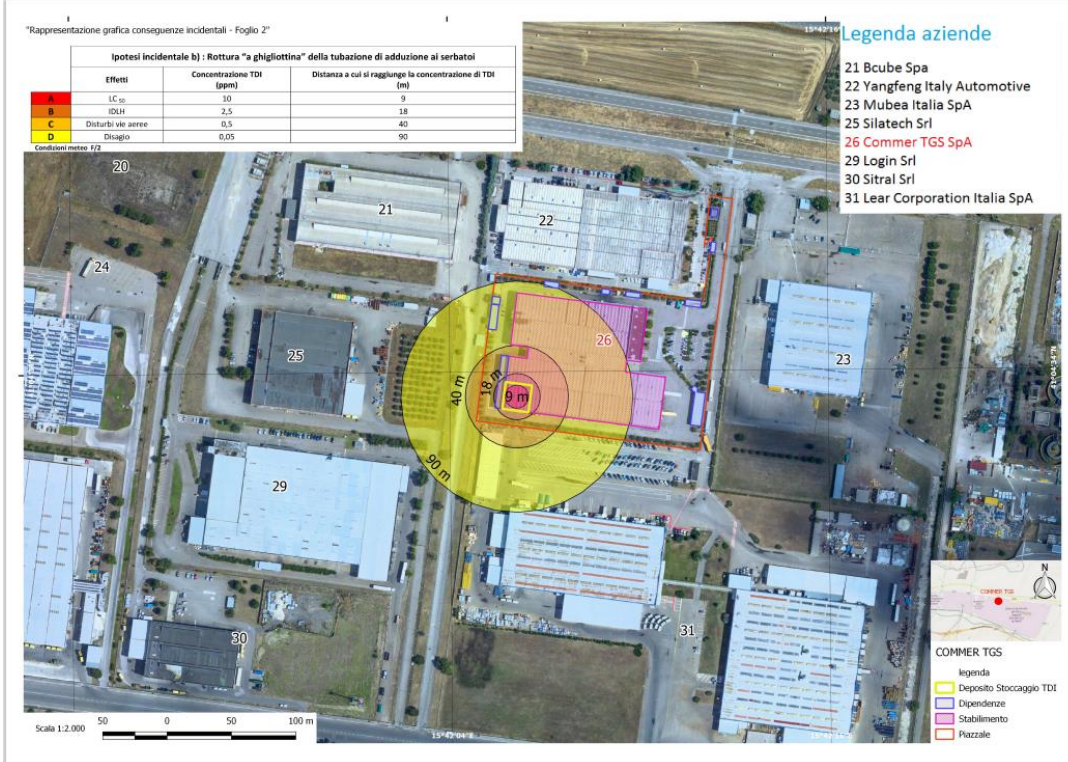 "Rappresentazione grafica conseguenze incidentali - Foglio 2"
Ipotesi incidentale b) : Rottura "a ghigliottina" della tubazione di adduzione ai serbatoi
Effetti Concentrazione TDI (ppm) Distanza a cui si raggiunge la concentrazione di TDI (m)
A LC 50 10 9
B IDLH 2,5 18
C Disturbi vie aeree 0,5 40
D Disagio 0,05 90
Condizioni meteo F/2
Legenda aziende
21 Bcube Spa
22 Yangfeng Italy Automotive
23 Mubea Italia SpA
25 Silatech Srl
26 Commer TGS SpA
29 Login Srl
30 Sitral Srl
31 Lear Corporation Italia SpA
20
21
22
24
25
26
23
41°04'34"N
40 m
18 m
9 m
90 m
29
30
31
COMMER TGS
N
COMMER TGS
legenda
Deposito Stoccaggio TDI
Dipendenze
Stabilimento
Piazzale
Scala 1:2.000
50 0 50 100 m